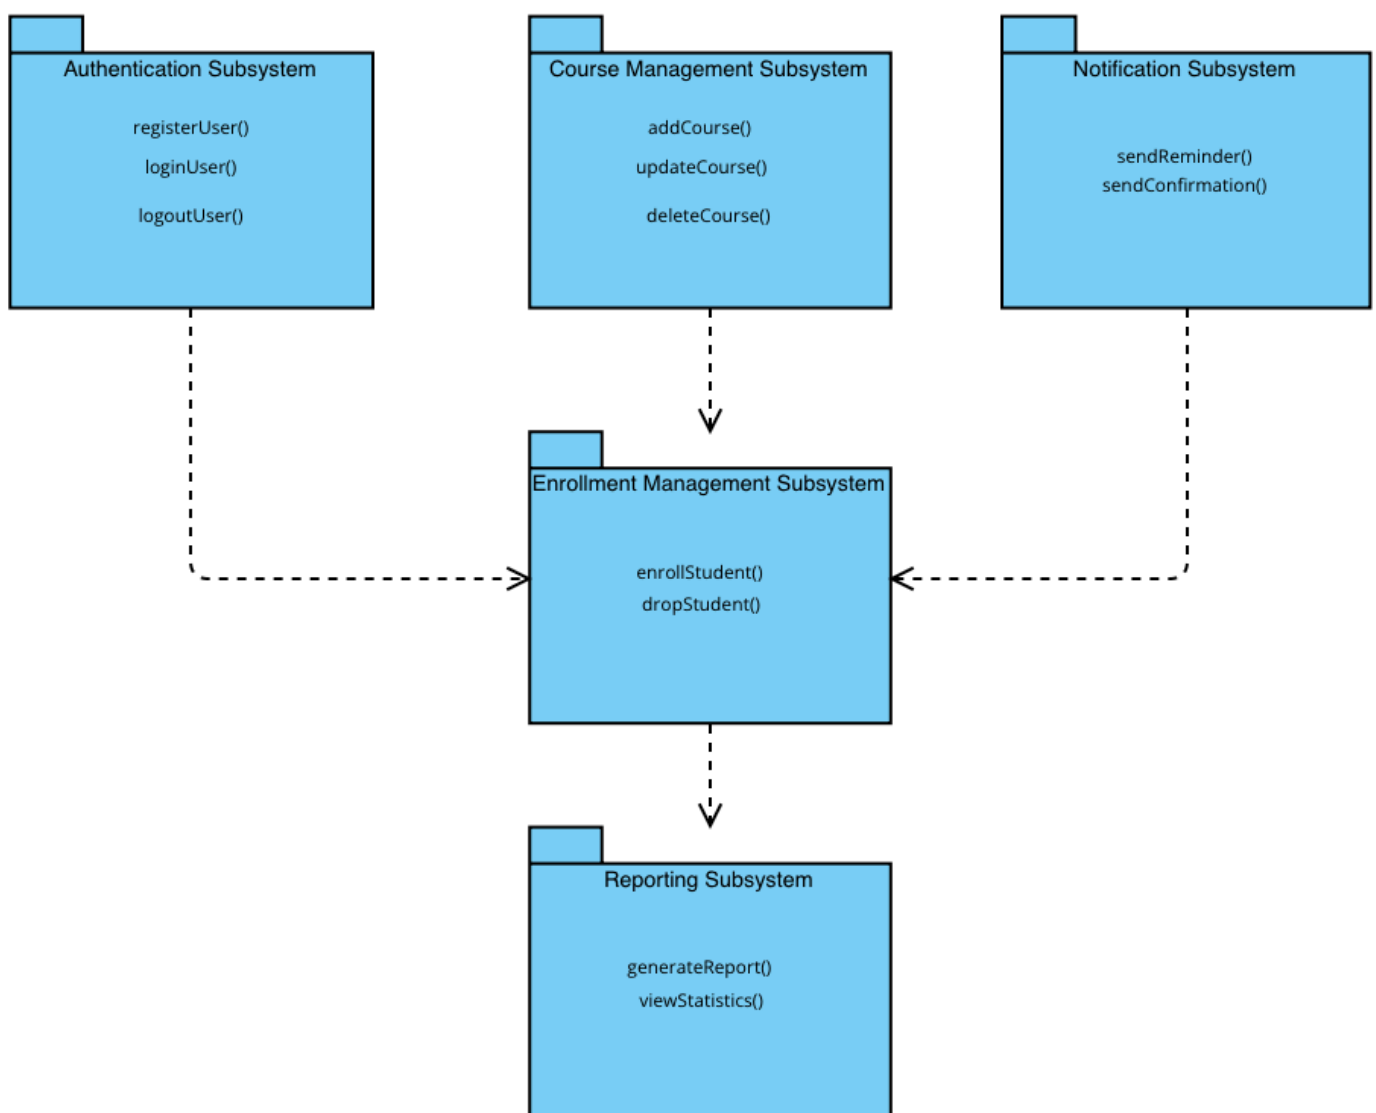 Authentication Subsystem
registerUser()
loginUser()
logoutUser()
Course Management Subsystem
addCourse()
updateCourse()
deleteCourse()
Notification Subsystem
sendReminder()
sendConfirmation()
Enrollment Management Subsystem
enrollStudent()
dropStudent()
Reporting Subsystem
generateReport()
viewStatistics()